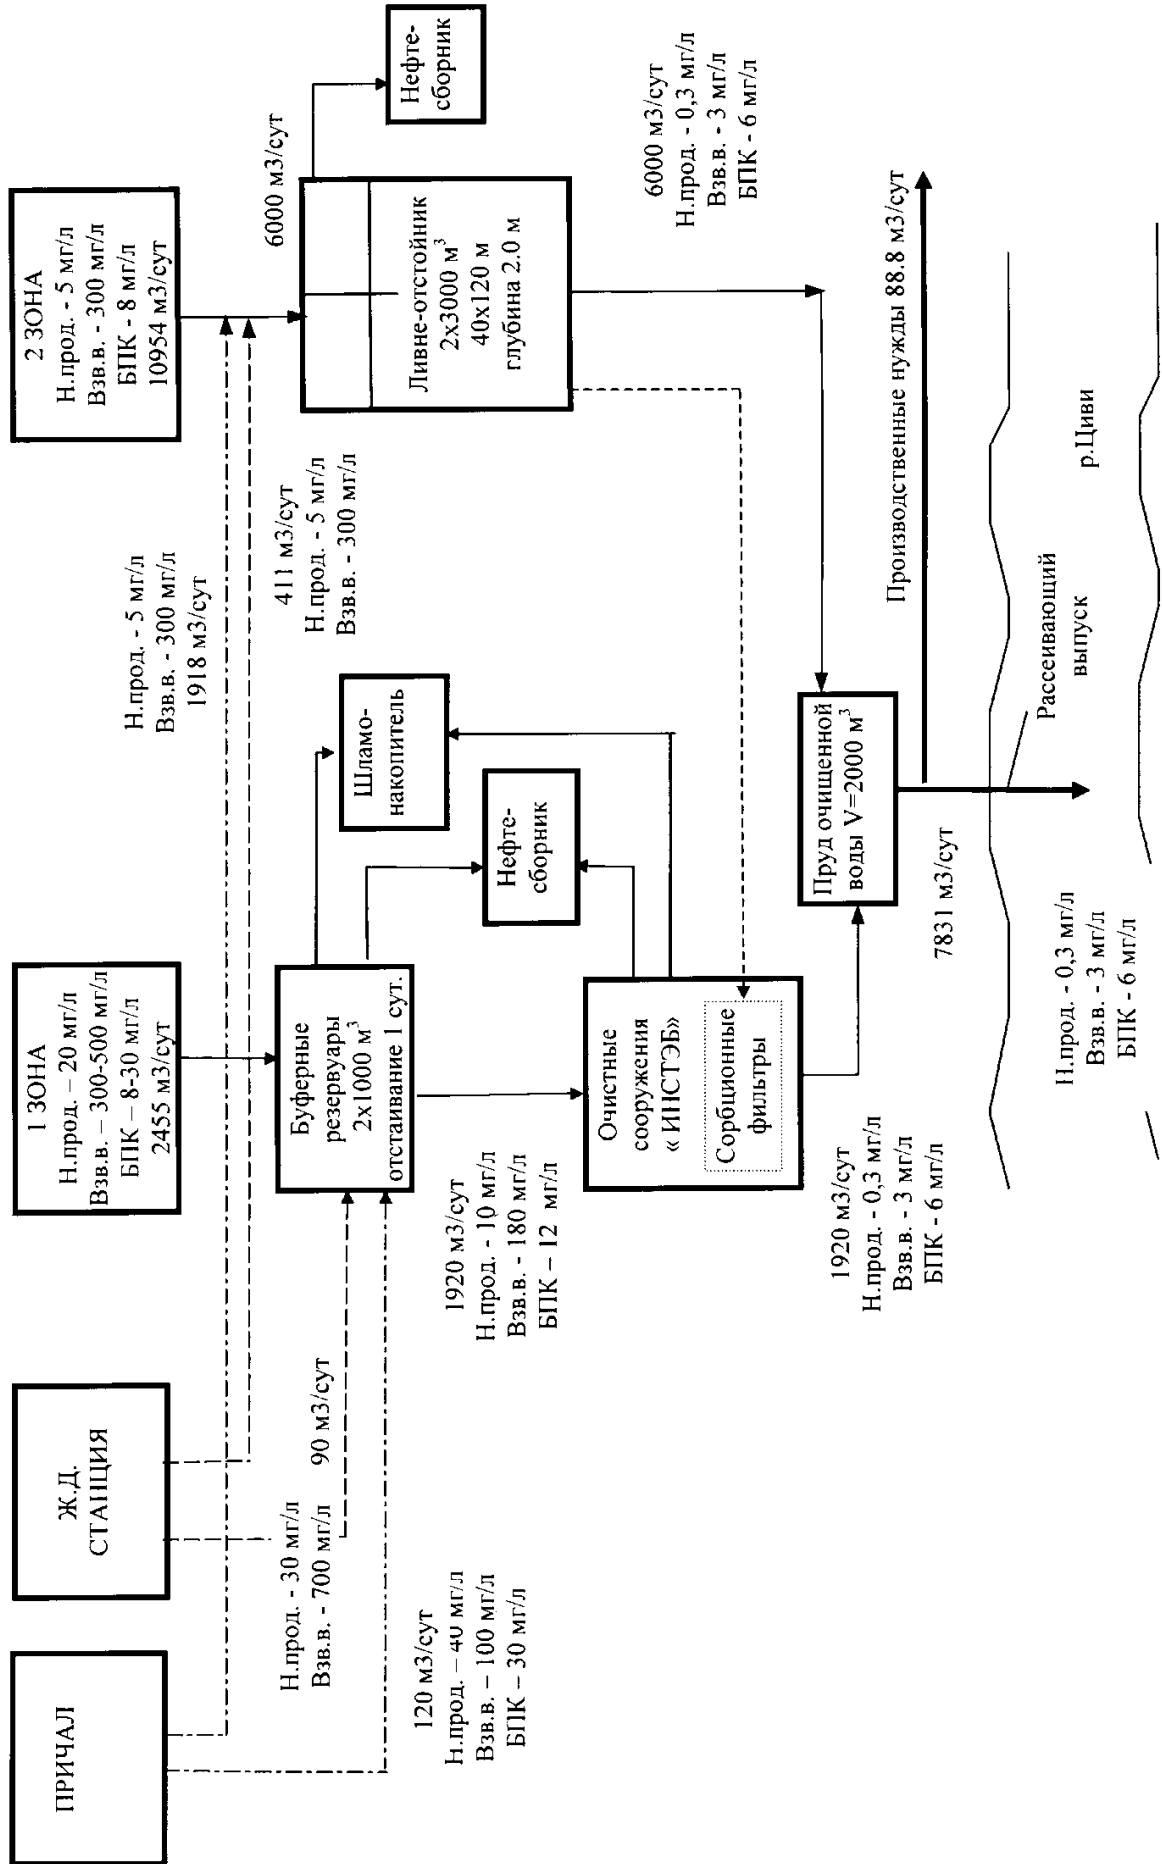 ПРИЧАЛ
Ж.Д.
СТАНЦИЯ
1 ЗОНА
Н.прод. – 20 мг/л
Взв.в. – 300-500 мг/л
БПК – 8-30 мг/л
2455 м3/сут
2 ЗОНА
Н.прод. - 5 мг/л
Взв.в. - 300 мг/л
БПК - 8 мг/л
10954 м3/сут
Н.прод. - 5 мг/л
Взв.в. - 300 мг/л
1918 м3/сут
411 м3/сут
Н.прод. - 5 мг/л
Взв.в. - 300 мг/л
6000 м3/сут
Нефте-
сборник
Н.прод. - 30 мг/л
Взв.в. - 700 мг/л
90 м3/сут
Буферные
резервуары
2х1000 м³
отстаивание 1 сут.
Шламо-
накопитель
Ливне-отстойник
2х3000 м³
40х120 м
глубина 2.0 м
120 м3/сут
Н.прод. – 40 мг/л
Взв.в. – 100 мг/л
БПК – 30 мг/л
1920 м3/сут
Н.прод. - 10 мг/л
Взв.в. - 180 мг/л
БПК – 12 мг/л
Нефте-
сборник
Очистные
сооружения
« ИНСТЭБ»
Сорбционные
фильтры
6000 м3/сут
Н.прод. - 0,3 мг/л
Взв.в. - 3 мг/л
БПК - 6 мг/л
1920 м3/сут
Н.прод. - 0,3 мг/л
Взв.в. - 3 мг/л
БПК - 6 мг/л
Пруд очищенной
воды V=2000 м³
Производственные нужды 88.8 м3/сут
7831 м3/сут
Рассеивающий
выпуск
р.Циви
Н.прод. - 0,3 мг/л
Взв.в. - 3 мг/л
БПК - 6 мг/л